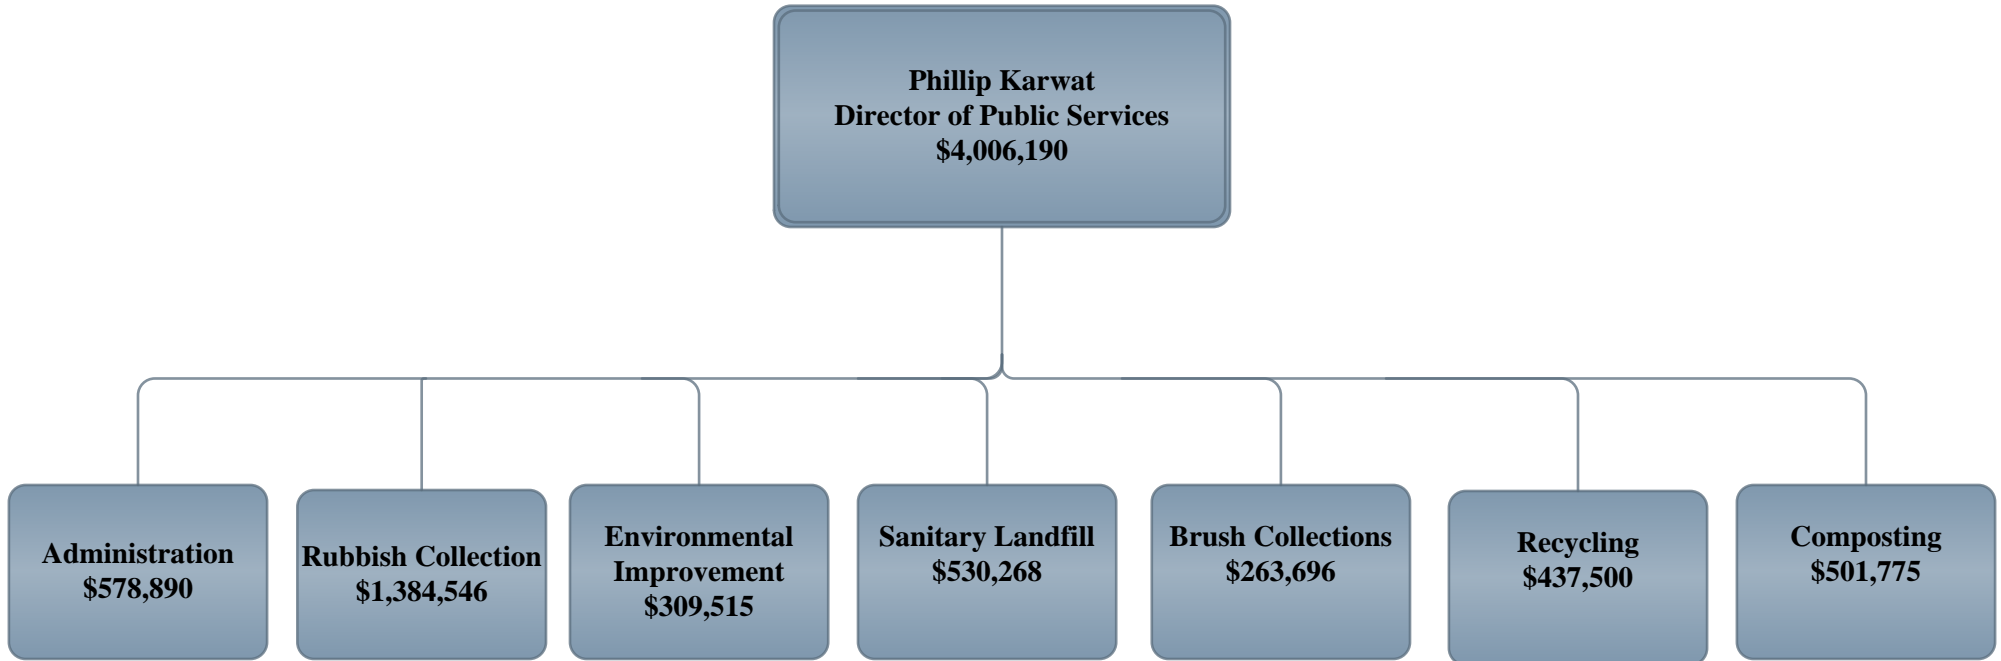 Phillip Karwat
Director of Public Services
$4,006,190
Administration
$578,890
Rubbish Collection
$1,384,546
Environmental
Improvement
$309,515
Sanitary Landfill
$530,268
Brush Collections
$263,696
Recycling
$437,500
Composting
$501,775